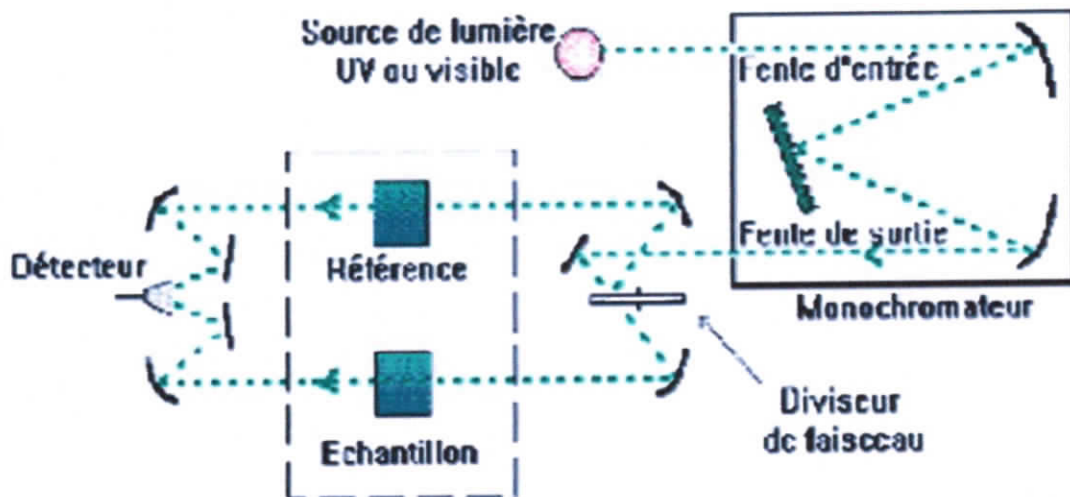 Source de lumière
UV ou visible
Fente d'entrée
Fente de sortie
Monochromateur
Détecteur
Référence
Echantillon
Diviseur
de faisceau